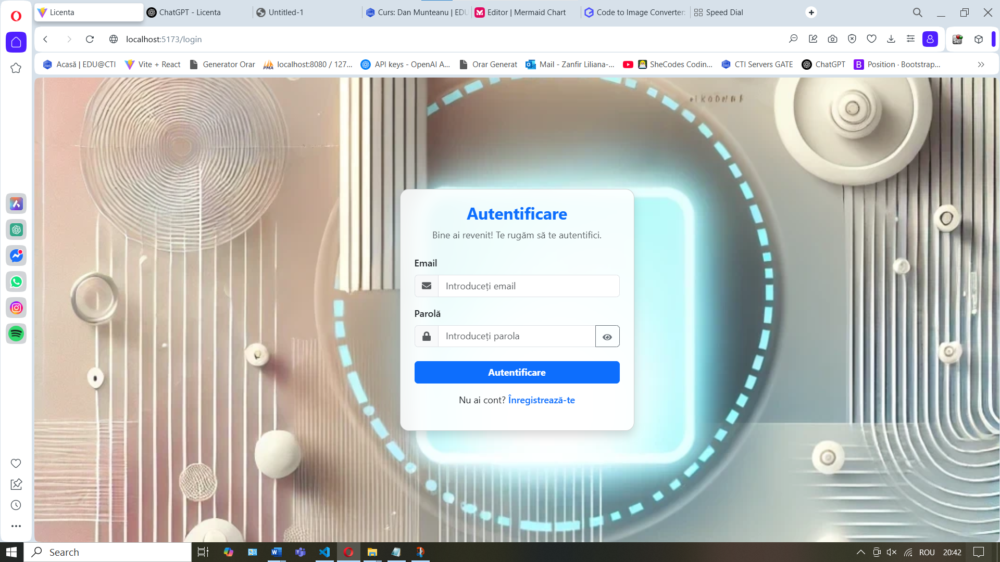 Licenta
ChatGPT - Licenta
Untitled-1
Curs: Dan Munteanu | EDU
Editor | Mermaid Chart
Code to Image Converter:
Speed Dial
localhost:5173/login
Acasă | EDU@CTI
Vite + React
Generator Orar
localhost:8080 / 127...
API keys - OpenAI A...
Orar Generat
Mail - Zanfir Liliana-...
SheCodes Codin...
CTI Servers GATE
ChatGPT
Position · Bootstrap...
Autentificare
Bine ai revenit! Te rugăm să te autentifici.
Email
Introduceți email
Parolă
Introduceți parola
Autentificare
Nu ai cont? Înregistrează-te
Search
ROU
20:42